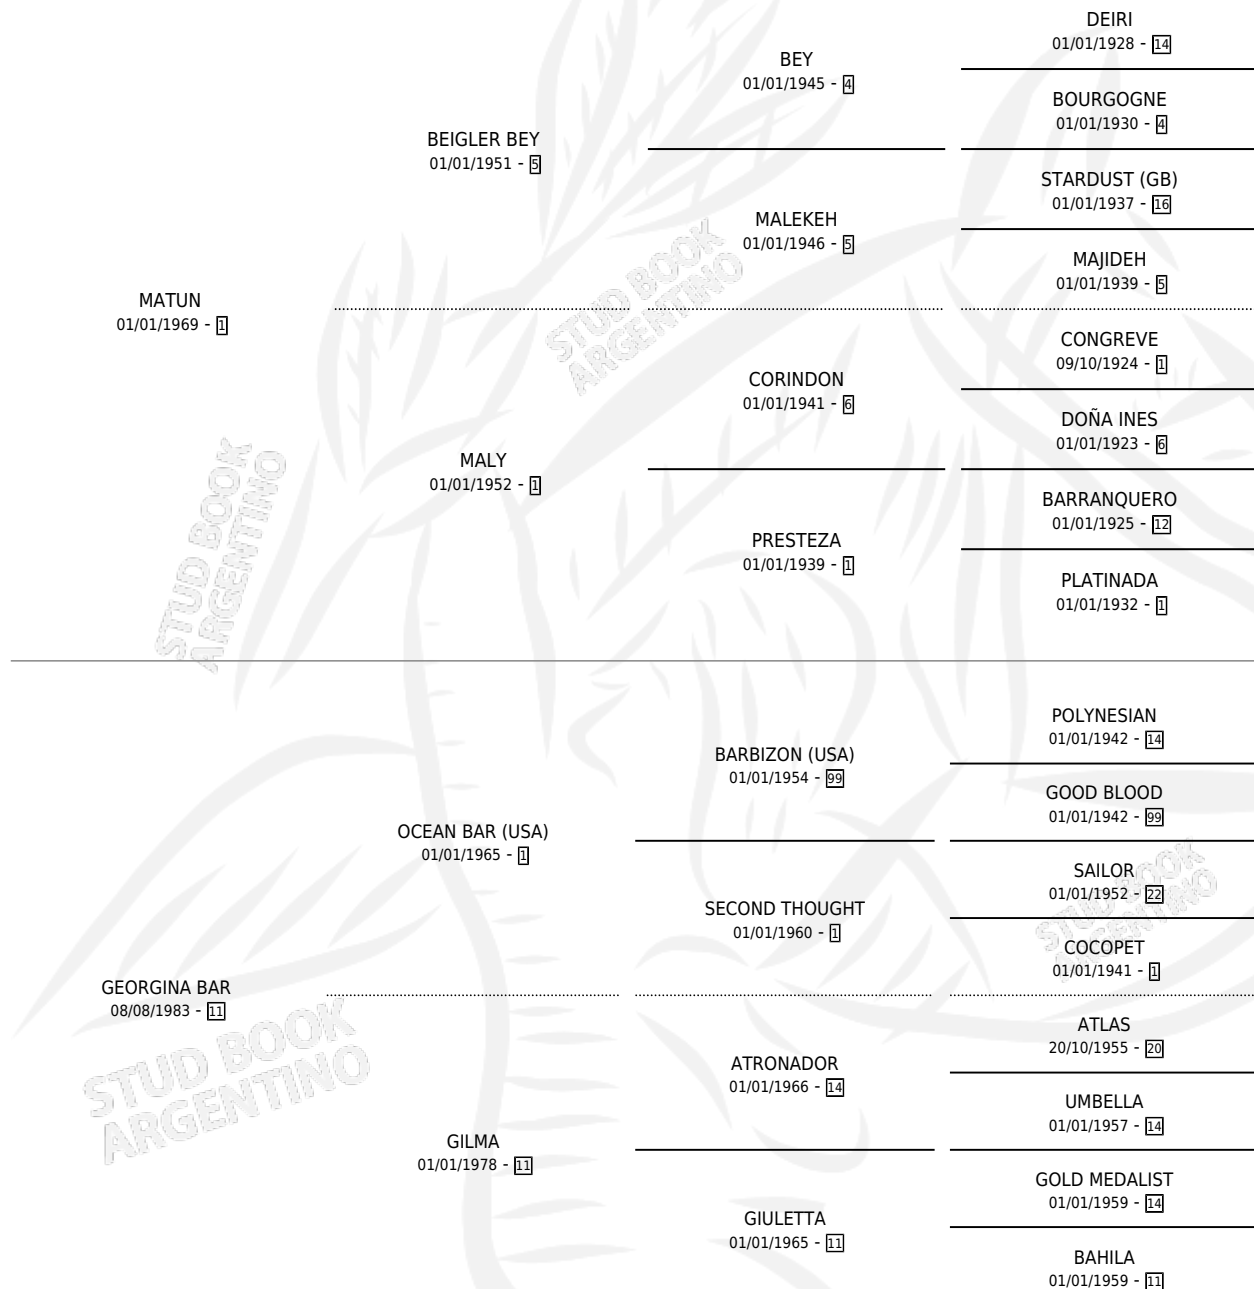 DEIRI
01/01/1928 - 14
BEY
01/01/1945 - 4
BOURGOGNE
01/01/1930 - 4
BEIGLER BEY
01/01/1951 - 5
STARDUST (GB)
01/01/1937 - 16
MALEKEH
01/01/1946 - 5
MAJIDEH
01/01/1939 - 5
MATUN
01/01/1969 - 1
CONGREVE
09/10/1924 - 1
CORINDON
01/01/1941 - 6
DOÑA INES
01/01/1923 - 6
MALY
01/01/1952 - 1
BARRANQUERO
01/01/1925 - 12
PRESTEZA
01/01/1939 - 1
PLATINADA
01/01/1932 - 1
STUD BOOK
ARGENTINO
STUD BOOK
ARGENTINO
POLYNESIAN
01/01/1942 - 14
BARBIZON (USA)
01/01/1954 - 99
GOOD BLOOD
01/01/1942 - 99
OCEAN BAR (USA)
01/01/1965 - 1
SAILOR
01/01/1952 - 22
SECOND THOUGHT
01/01/1960 - 1
COCOPET
01/01/1941 - 1
STUD BOOK
ARGENTINO
GEORGINA BAR
08/08/1983 - 11
ATLAS
20/10/1955 - 20
ATRONADOR
01/01/1966 - 14
UMBELLA
01/01/1957 - 14
STUD BOOK
ARGENTINO
GILMA
01/01/1978 - 11
GOLD MEDALIST
01/01/1959 - 14
GIULETTA
01/01/1965 - 11
BAHILA
01/01/1959 - 11